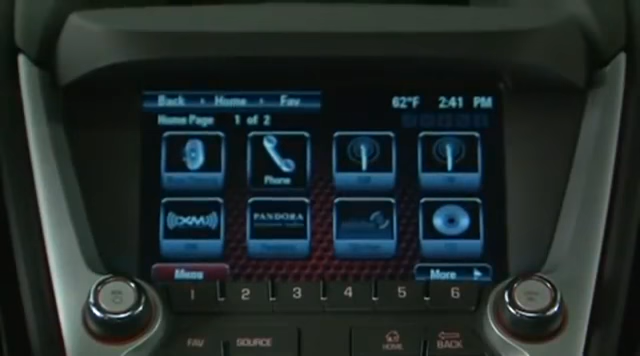 Back Home Fav 62°F 2:41 PM
Home Page 1 of 2
Phone
XM PANDORA
Menu More
1 2 3 4 5 6
FAV SOURCE HOME BACK